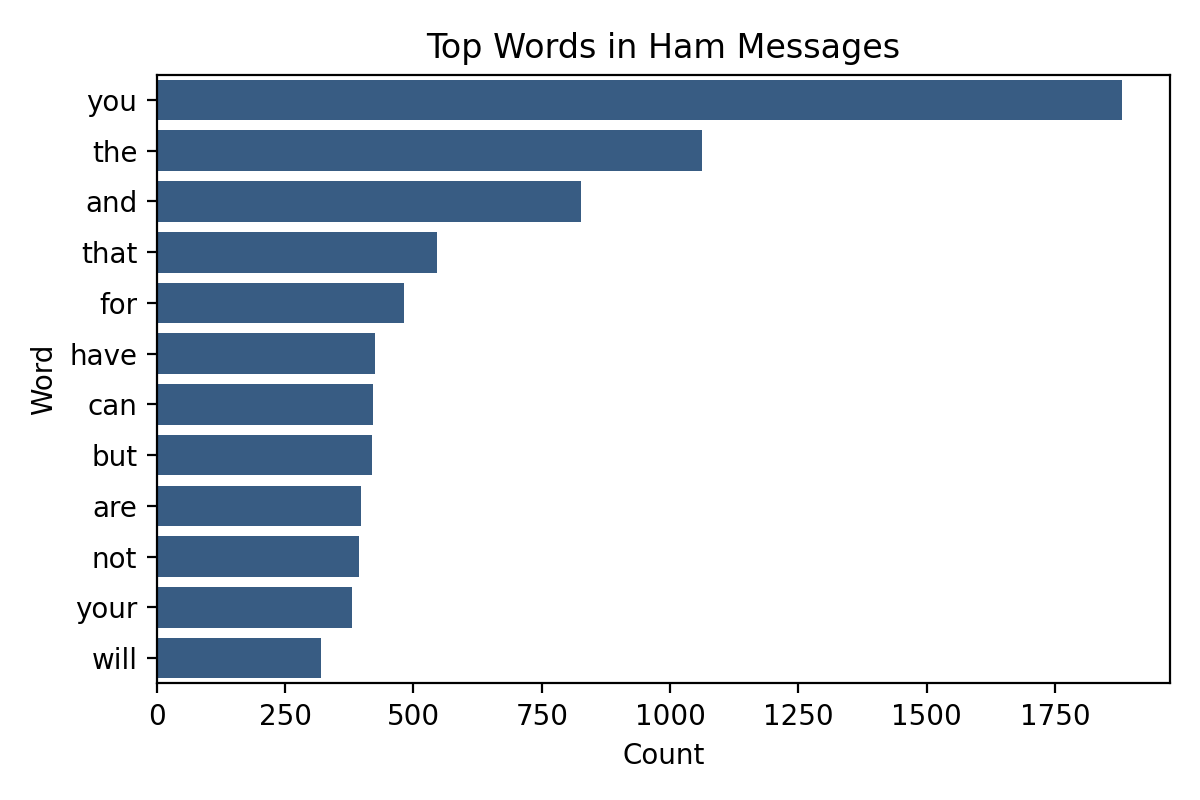 Top Words in Ham Messages
you
the
and
that
for
have
can
but
are
not
your
will
Word
0 250 500 750 1000 1250 1500 1750
Count